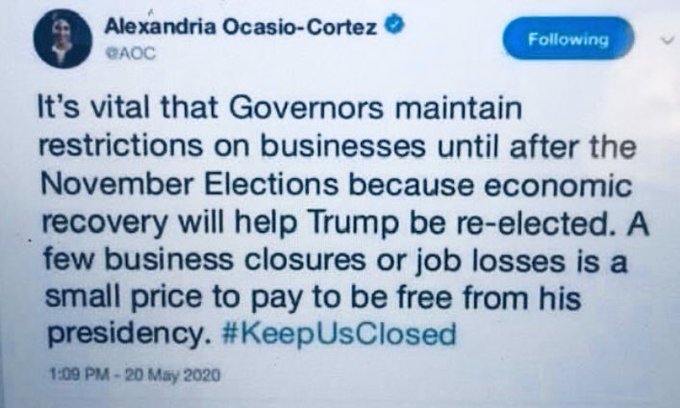 Alexandria Ocasio-Cortez
@AOC
Following
It's vital that Governors maintain
restrictions on businesses until after the
November Elections because economic
recovery will help Trump be re-elected. A
few business closures or job losses is a
small price to pay to be free from his
presidency. #KeepUsClosed
1:09 PM - 20 May 2020